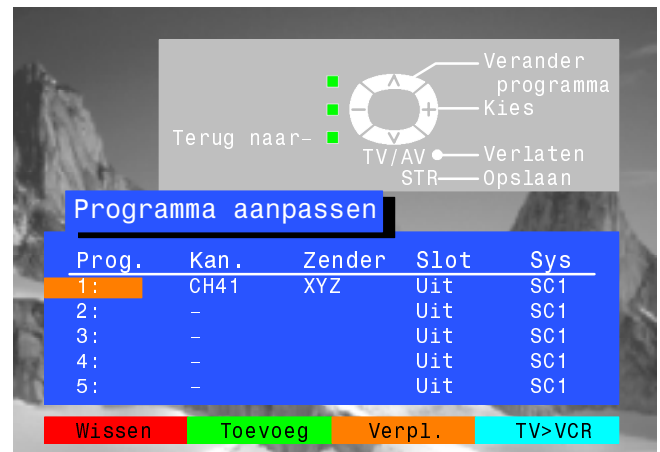 Verander
programma
Kies
Terug naar–
TV/AV Verlaten
STR Opslaan
Programma aanpassen
Prog. Kan. Zender Slot Sys
1: CH41 XYZ Uit SC1
2: – Uit SC1
3: – Uit SC1
4: – Uit SC1
5: – Uit SC1
Wissen Toevoeg Verpl. TV>VCR